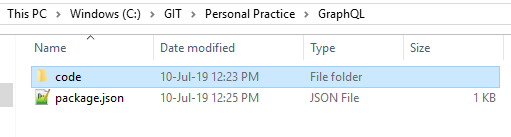 This PC > Windows (C:) > GIT > Personal Practice > GraphQL
Name Date modified Type Size
code 10-Jul-19 12:23 PM File folder
package.json 10-Jul-19 12:25 PM JSON File 1 KB